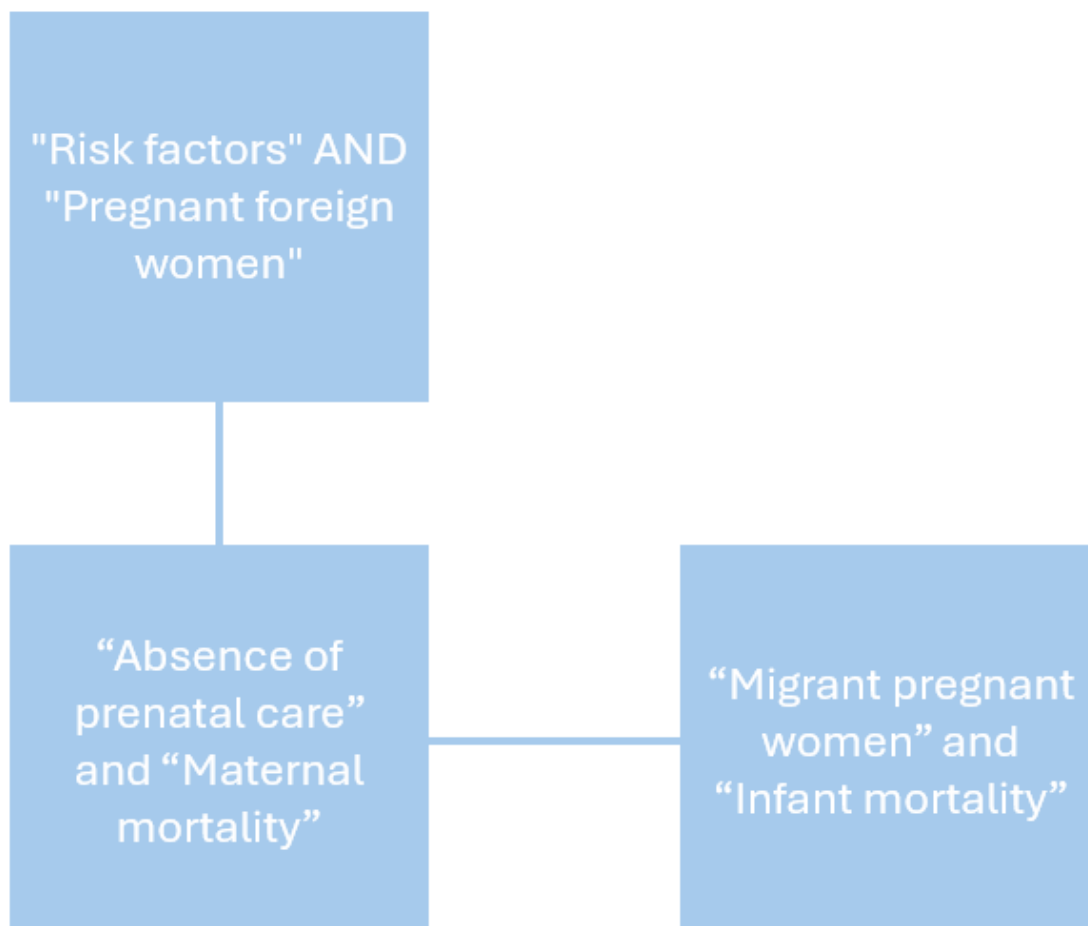 "Risk factors" AND
"Pregnant foreign
women"
“Absence of
prenatal care”
and “Maternal
mortality”
“Migrant pregnant
women” and
“Infant mortality”